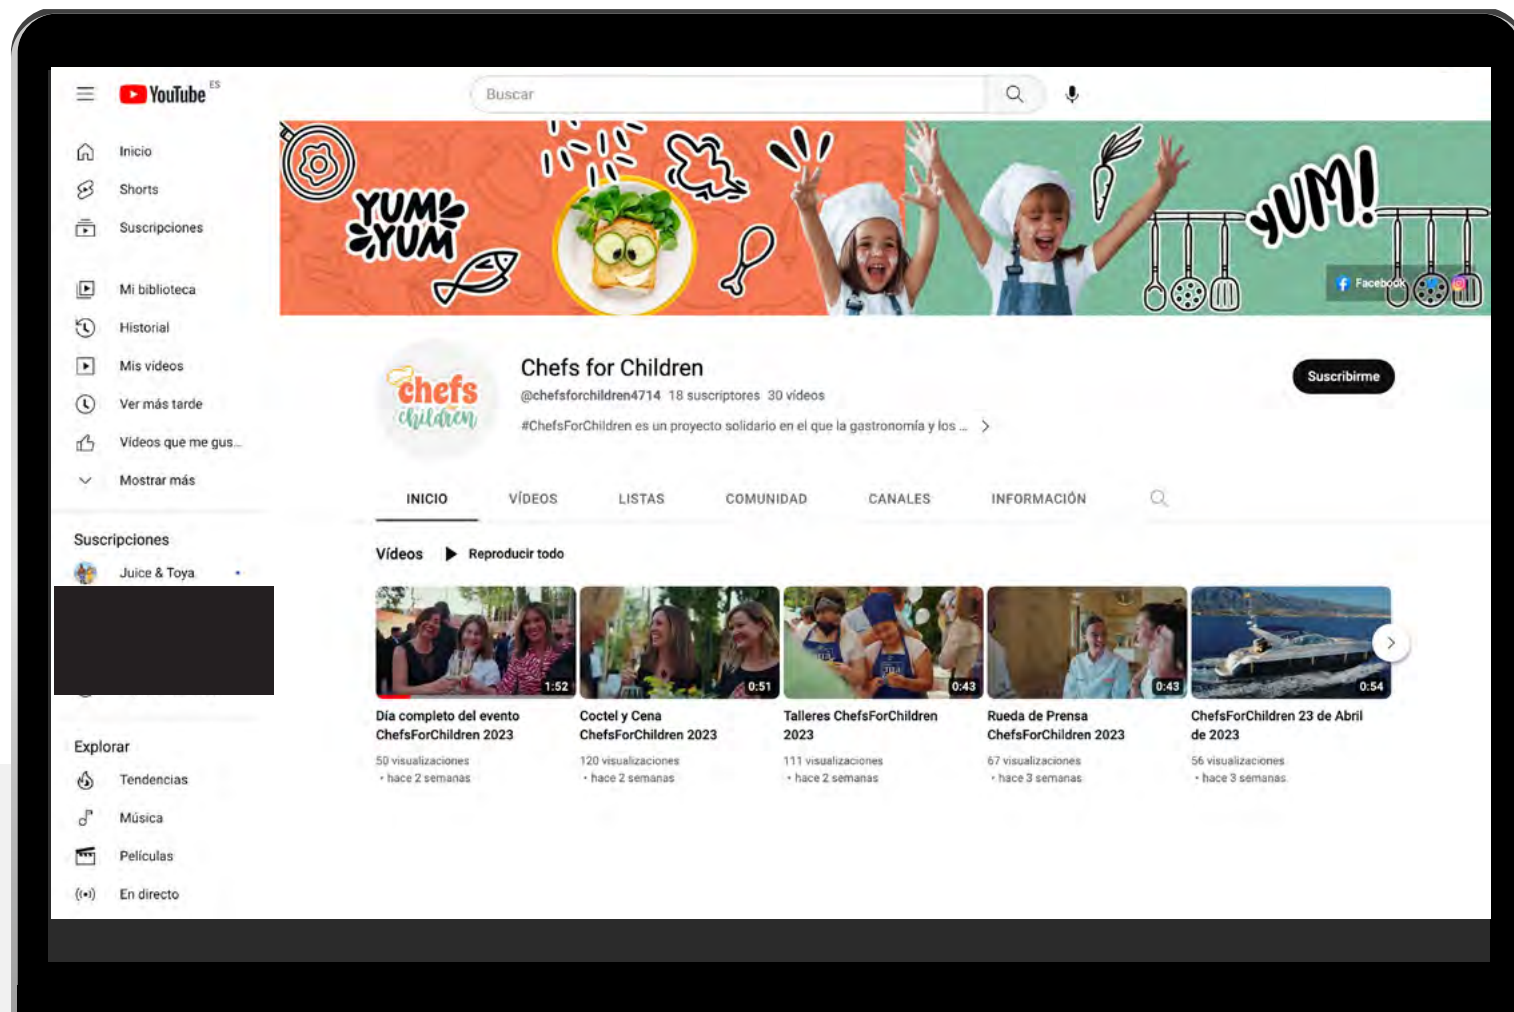 YouTube ES
Buscar
Inicio
Shorts
Suscripciones
Mi biblioteca
Historial
Mis vídeos
Ver más tarde
Vídeos que me gus...
Mostrar más
Suscripciones
Juice & Toya
Explorar
Tendencias
Música
Películas
En directo
YUM
YUM
YUM!
Facebook
chefs
children
Chefs for Children
@chefsforchildren4714 18 suscriptores 30 vídeos
#ChefsForChildren es un proyecto solidario en el que la gastronomía y los ...
Suscribirme
INICIO VÍDEOS LISTAS COMUNIDAD CANALES INFORMACIÓN
Vídeos Reproducir todo
1:52
Día completo del evento
ChefsForChildren 2023
50 visualizaciones
• hace 2 semanas
0:51
Coctel y Cena
ChefsForChildren 2023
120 visualizaciones
• hace 2 semanas
0:43
Talleres ChefsForChildren
2023
111 visualizaciones
• hace 2 semanas
0:43
Rueda de Prensa
ChefsForChildren 2023
67 visualizaciones
• hace 3 semanas
0:54
ChefsForChildren 23 de Abril
de 2023
56 visualizaciones
• hace 3 semanas